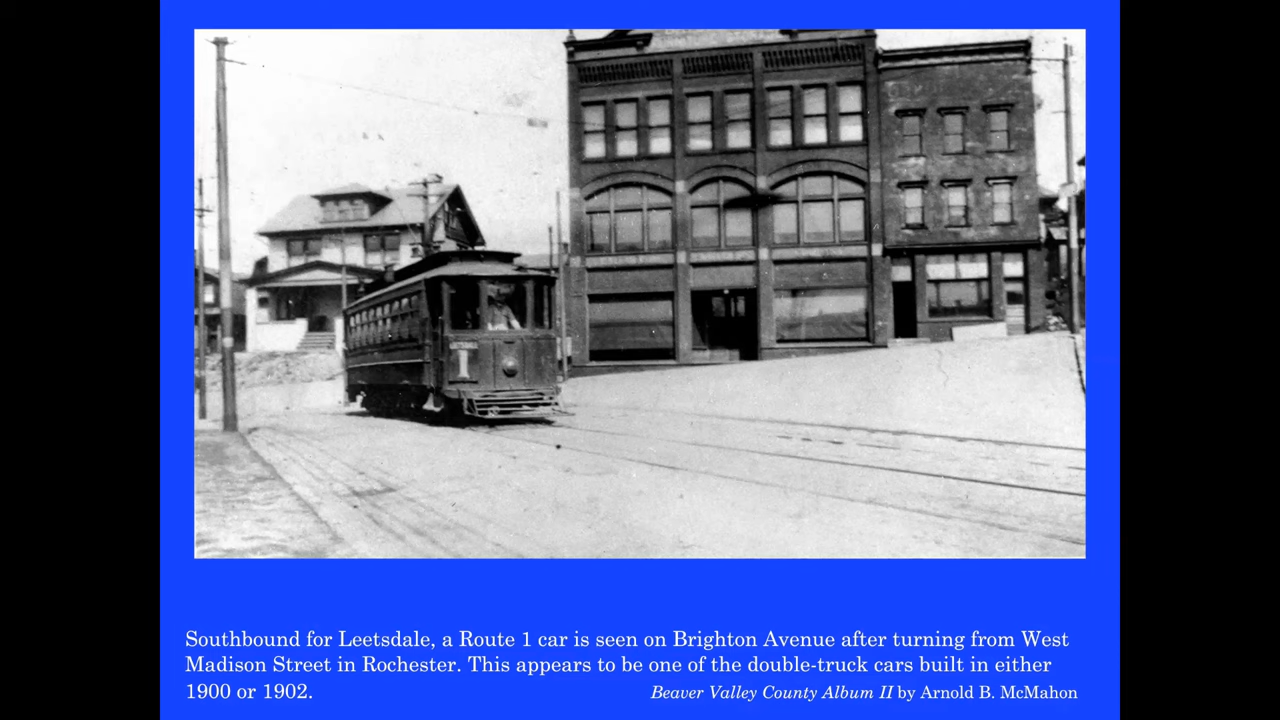 1
Southbound for Leetsdale, a Route 1 car is seen on Brighton Avenue after turning from West
Madison Street in Rochester. This appears to be one of the double-truck cars built in either
1900 or 1902.
Beaver Valley County Album II by Arnold B. McMahon